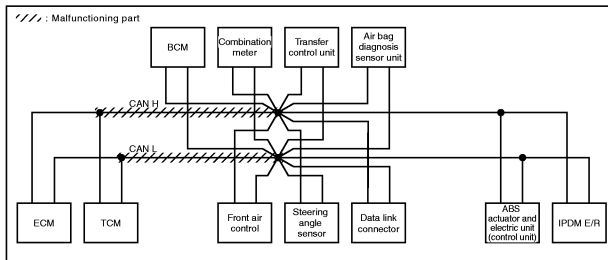 : Malfunctioning part
BCM
Combination
meter
Transfer
control unit
Air bag
diagnosis
sensor unit
CAN H
CAN L
ECM
TCM
Front air
control
Steering
angle
sensor
Data link
connector
ABS
actuator and
electric unit
(control unit)
IPDM E/R